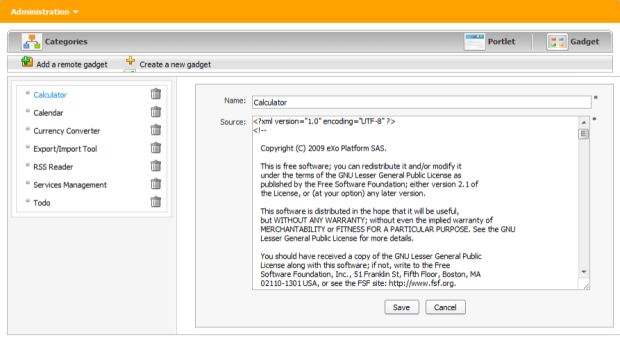 Administration
Categories
Portlet
Gadget
Add a remote gadget
Create a new gadget
Calculator
Calendar
Currency Converter
Export/Import Tool
RSS Reader
Services Management
Todo
Name: Calculator *
Source: *
<?xml version="1.0" encoding="UTF-8" ?>
<!--
Copyright (C) 2009 eXo Platform SAS.
This is free software; you can redistribute it and/or modify it
under the terms of the GNU Lesser General Public License as
published by the Free Software Foundation; either version 2.1 of
the License, or (at your option) any later version.
This software is distributed in the hope that it will be useful,
but WITHOUT ANY WARRANTY; without even the implied warranty of
MERCHANTABILITY or FITNESS FOR A PARTICULAR PURPOSE. See the GNU
Lesser General Public License for more details.
You should have received a copy of the GNU Lesser General Public
License along with this software; if not, write to the Free
Software Foundation, Inc., 51 Franklin St, Fifth Floor, Boston, MA
02110-1301 USA, or see the FSF site: http://www.fsf.org.
Save
Cancel